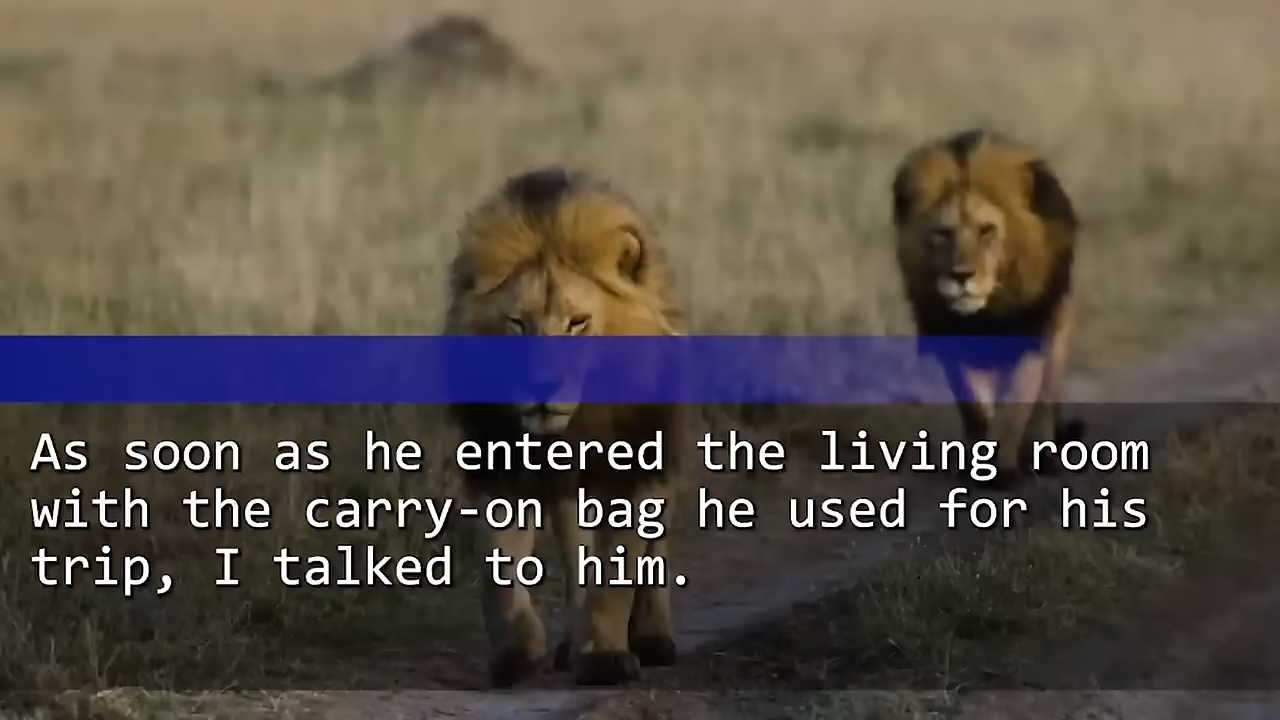 As soon as he entered the living room
with the carry-on bag he used for his
trip, I talked to him.